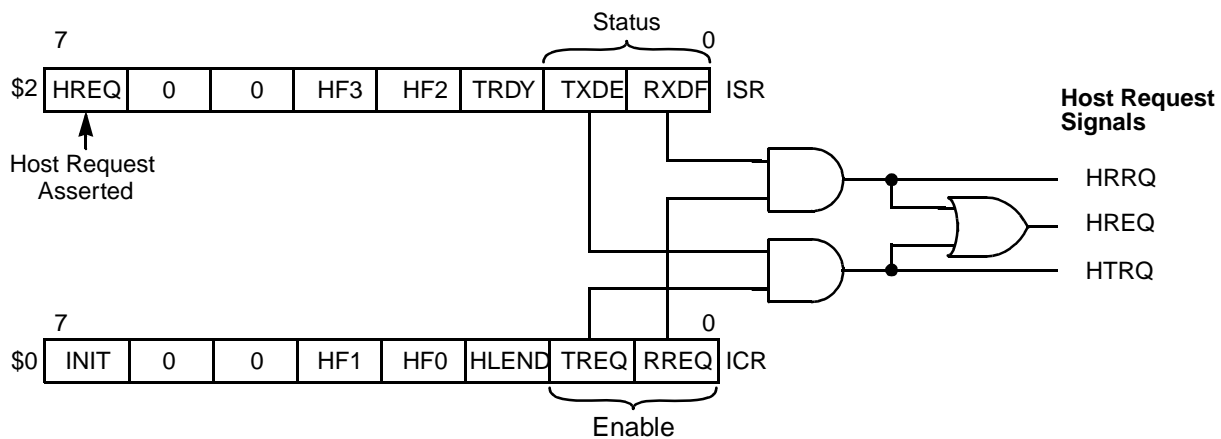 Status
7 0
$2 HREQ 0 0 HF3 HF2 TRDY TXDE RXDF ISR
Host Request
Asserted
Host Request
Signals
HRRQ
HREQ
HTRQ
7 0
$0 INIT 0 0 HF1 HF0 HLEND TREQ RREQ ICR
Enable